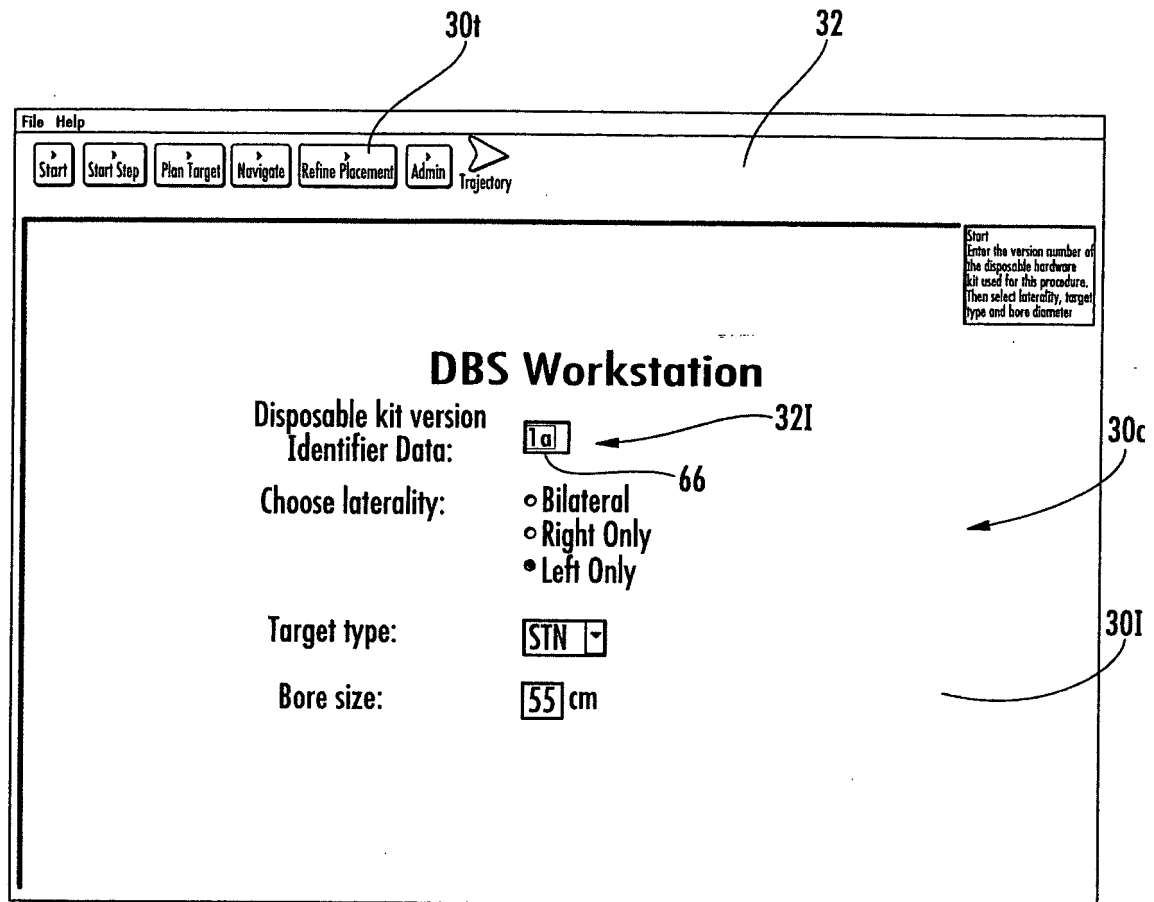 30t
32
File Help
Start
Start Step
Plan Target
Navigate
Refine Placement
Admin
Trajectory
Start
Enter the version number of
the disposable hardware
kit used for this procedure.
Then select laterality, target
type and bore diameter
DBS Workstation
Disposable kit version
Identifier Data:
1a
32I
66
30c
Choose laterality:
Bilateral
Right Only
Left Only
Target type:
STN
30I
Bore size:
55 cm